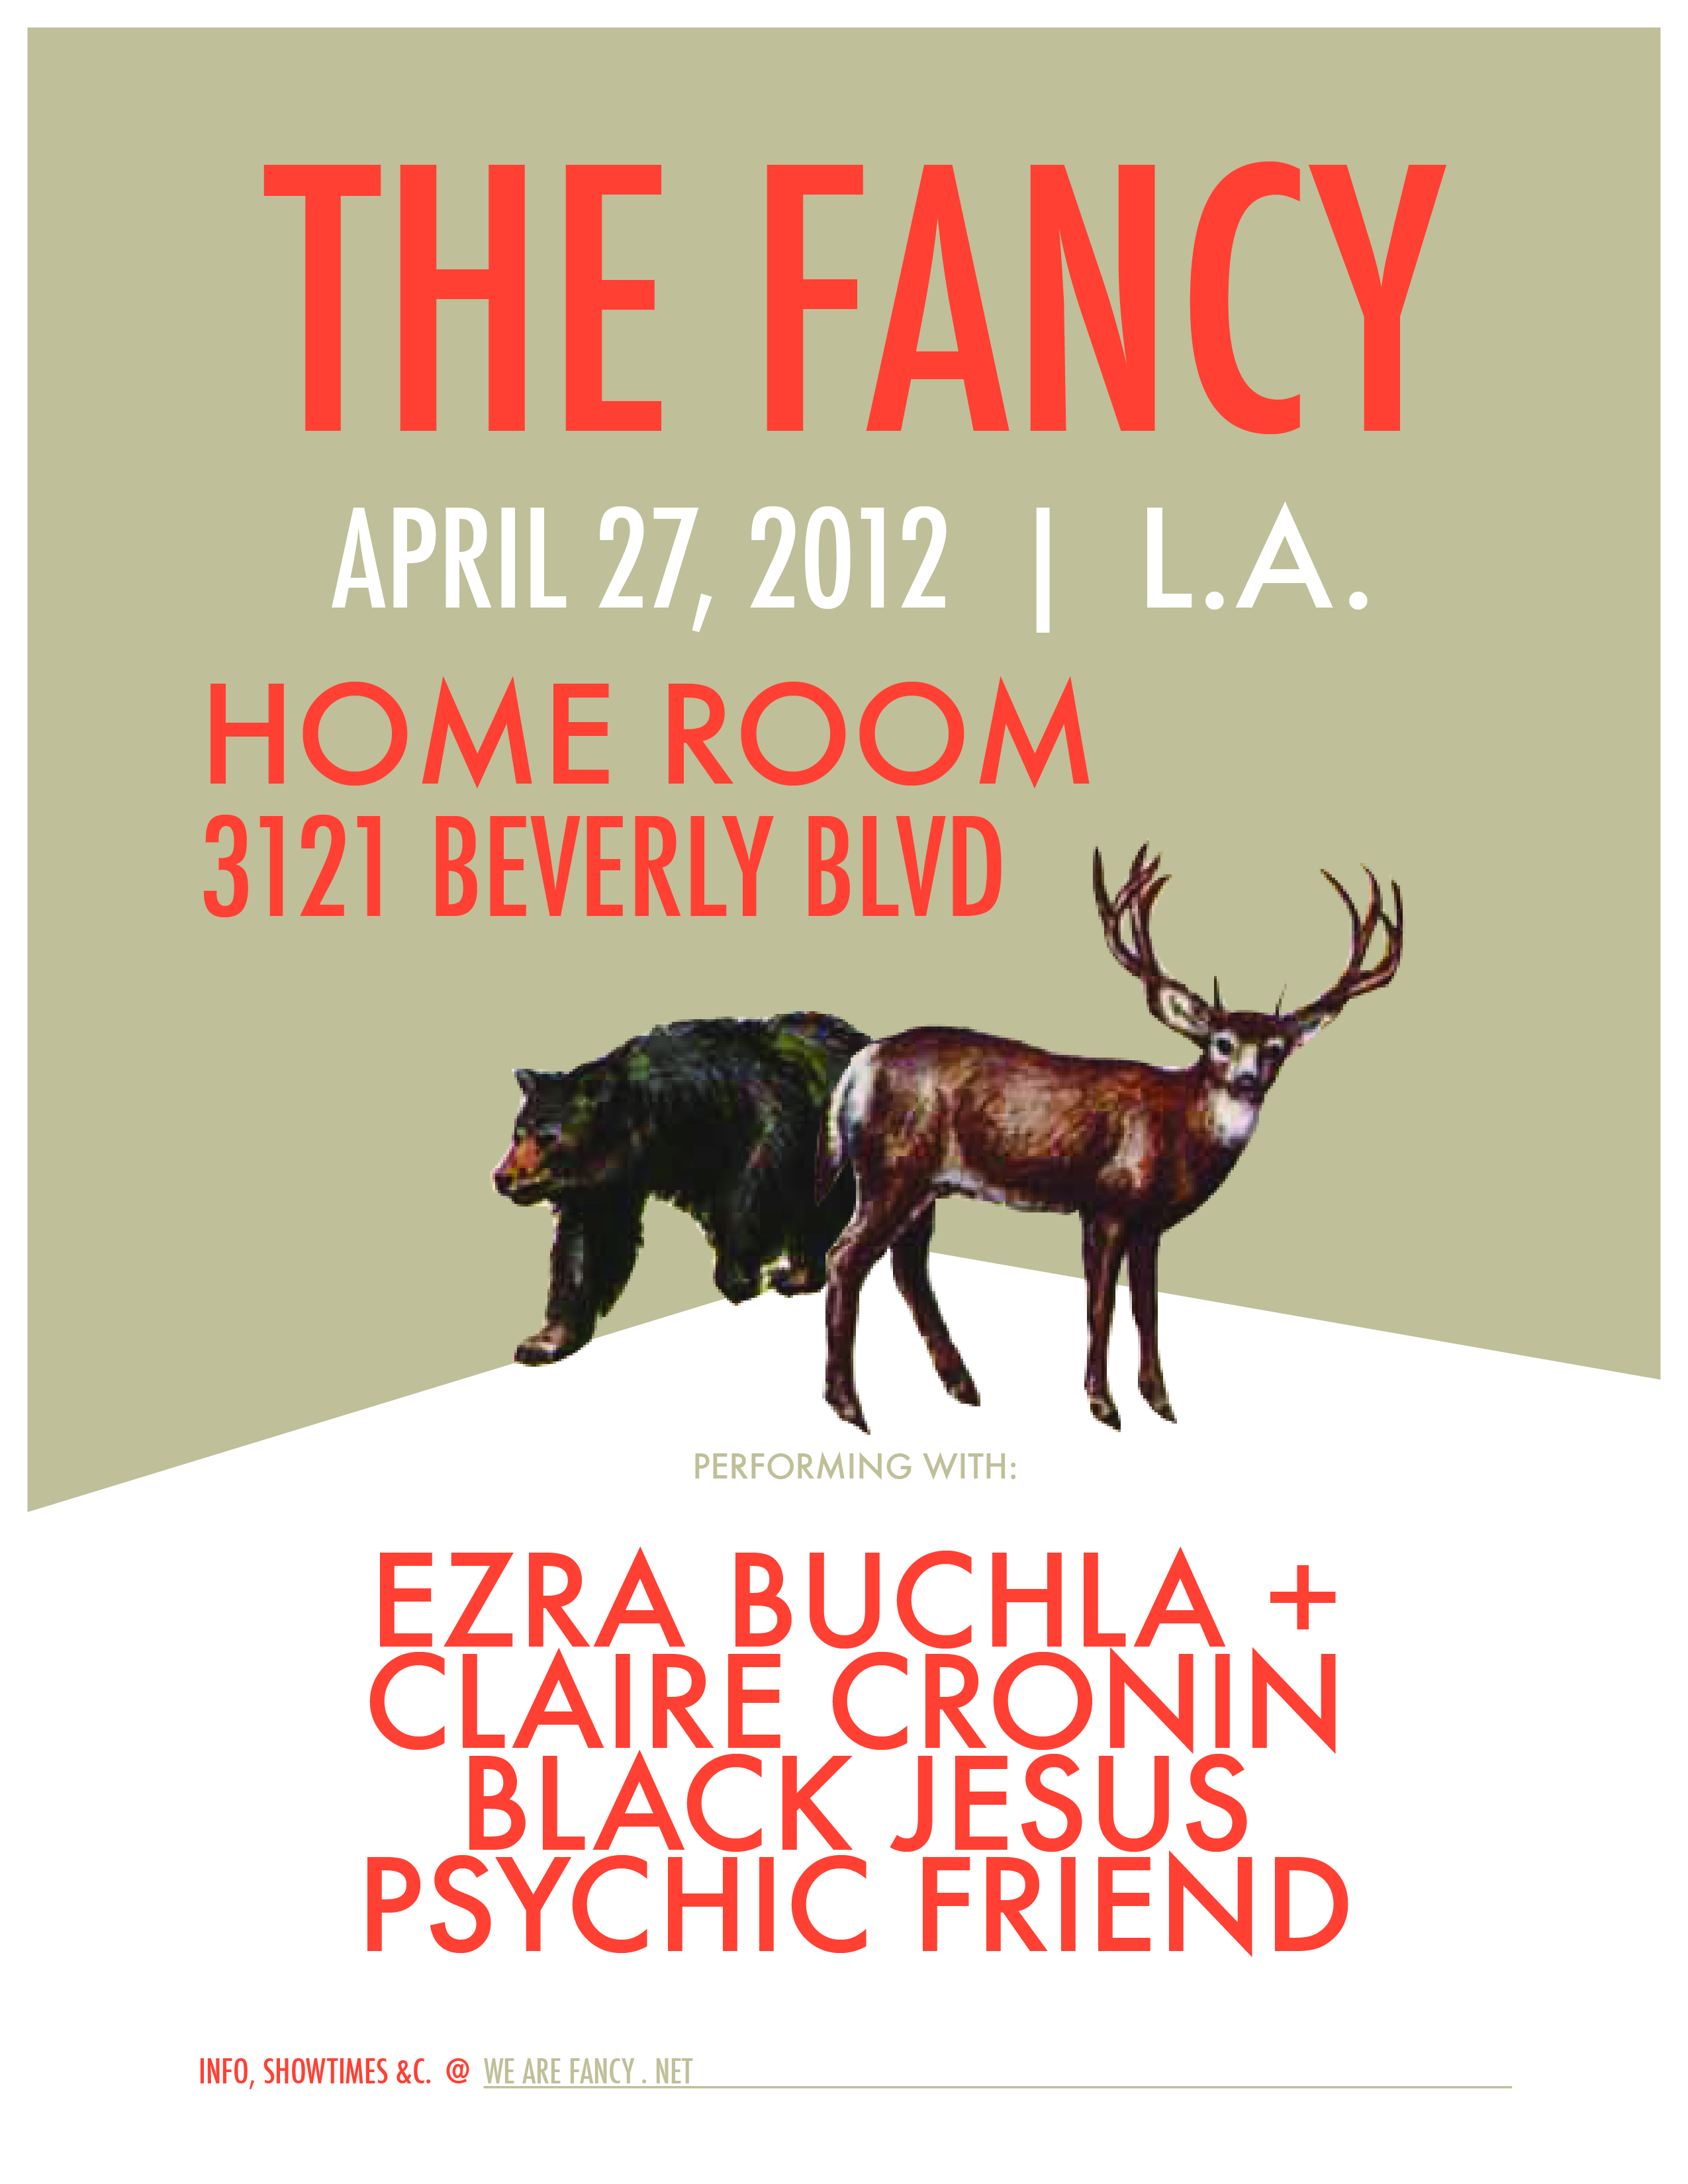 THE FANCY
APRIL 27, 2012 | L.A.
HOME ROOM
3121 BEVERLY BLVD
PERFORMING WITH:
EZRA BUCHLA +
CLAIRE CRONIN
BLACK JESUS
PSYCHIC FRIEND
INFO, SHOWTIMES &C. @ WE ARE FANCY . NET